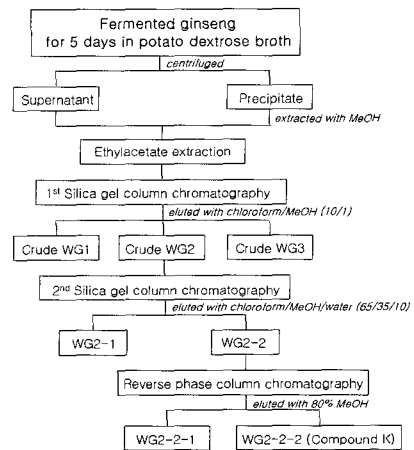 Fermented ginseng
for 5 days in potato dextrose broth
centrifuged
Supernatant
Precipitate
extracted with MeOH
Ethylacetate extraction
1st Silica gel column chromatography
eluted with chloroform/MeOH (10/1)
Crude WG1
Crude WG2
Crude WG3
2nd Silica gel column chromatography
eluted with chloroform/MeOH/water (65/35/10)
WG2-1
WG2-2
Reverse phase column chromatography
eluted with 80% MeOH
WG2-2-1
WG2-2-2 (Compound K)